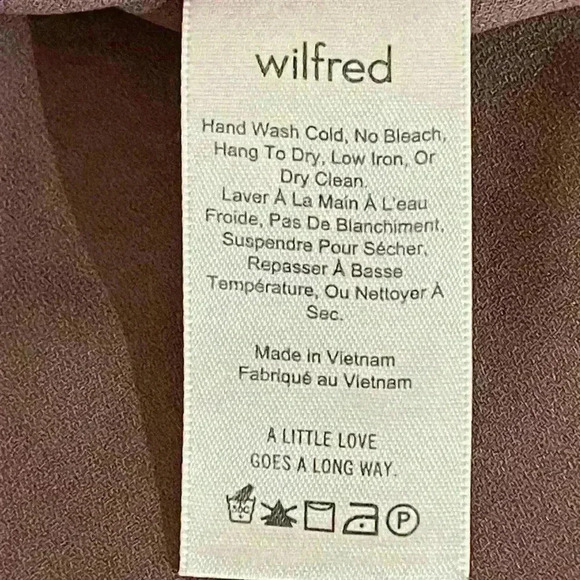 wilfred
Hand Wash Cold, No Bleach,
Hang To Dry, Low Iron, Or
Dry Clean.
Laver À La Main À L'eau
Froide, Pas De Blanchiment,
Suspendre Pour Sécher,
Repasser À Basse
Température, Ou Nettoyer À
Sec.
Made in Vietnam
Fabriqué au Vietnam
A LITTLE LOVE
GOES A LONG WAY.
P